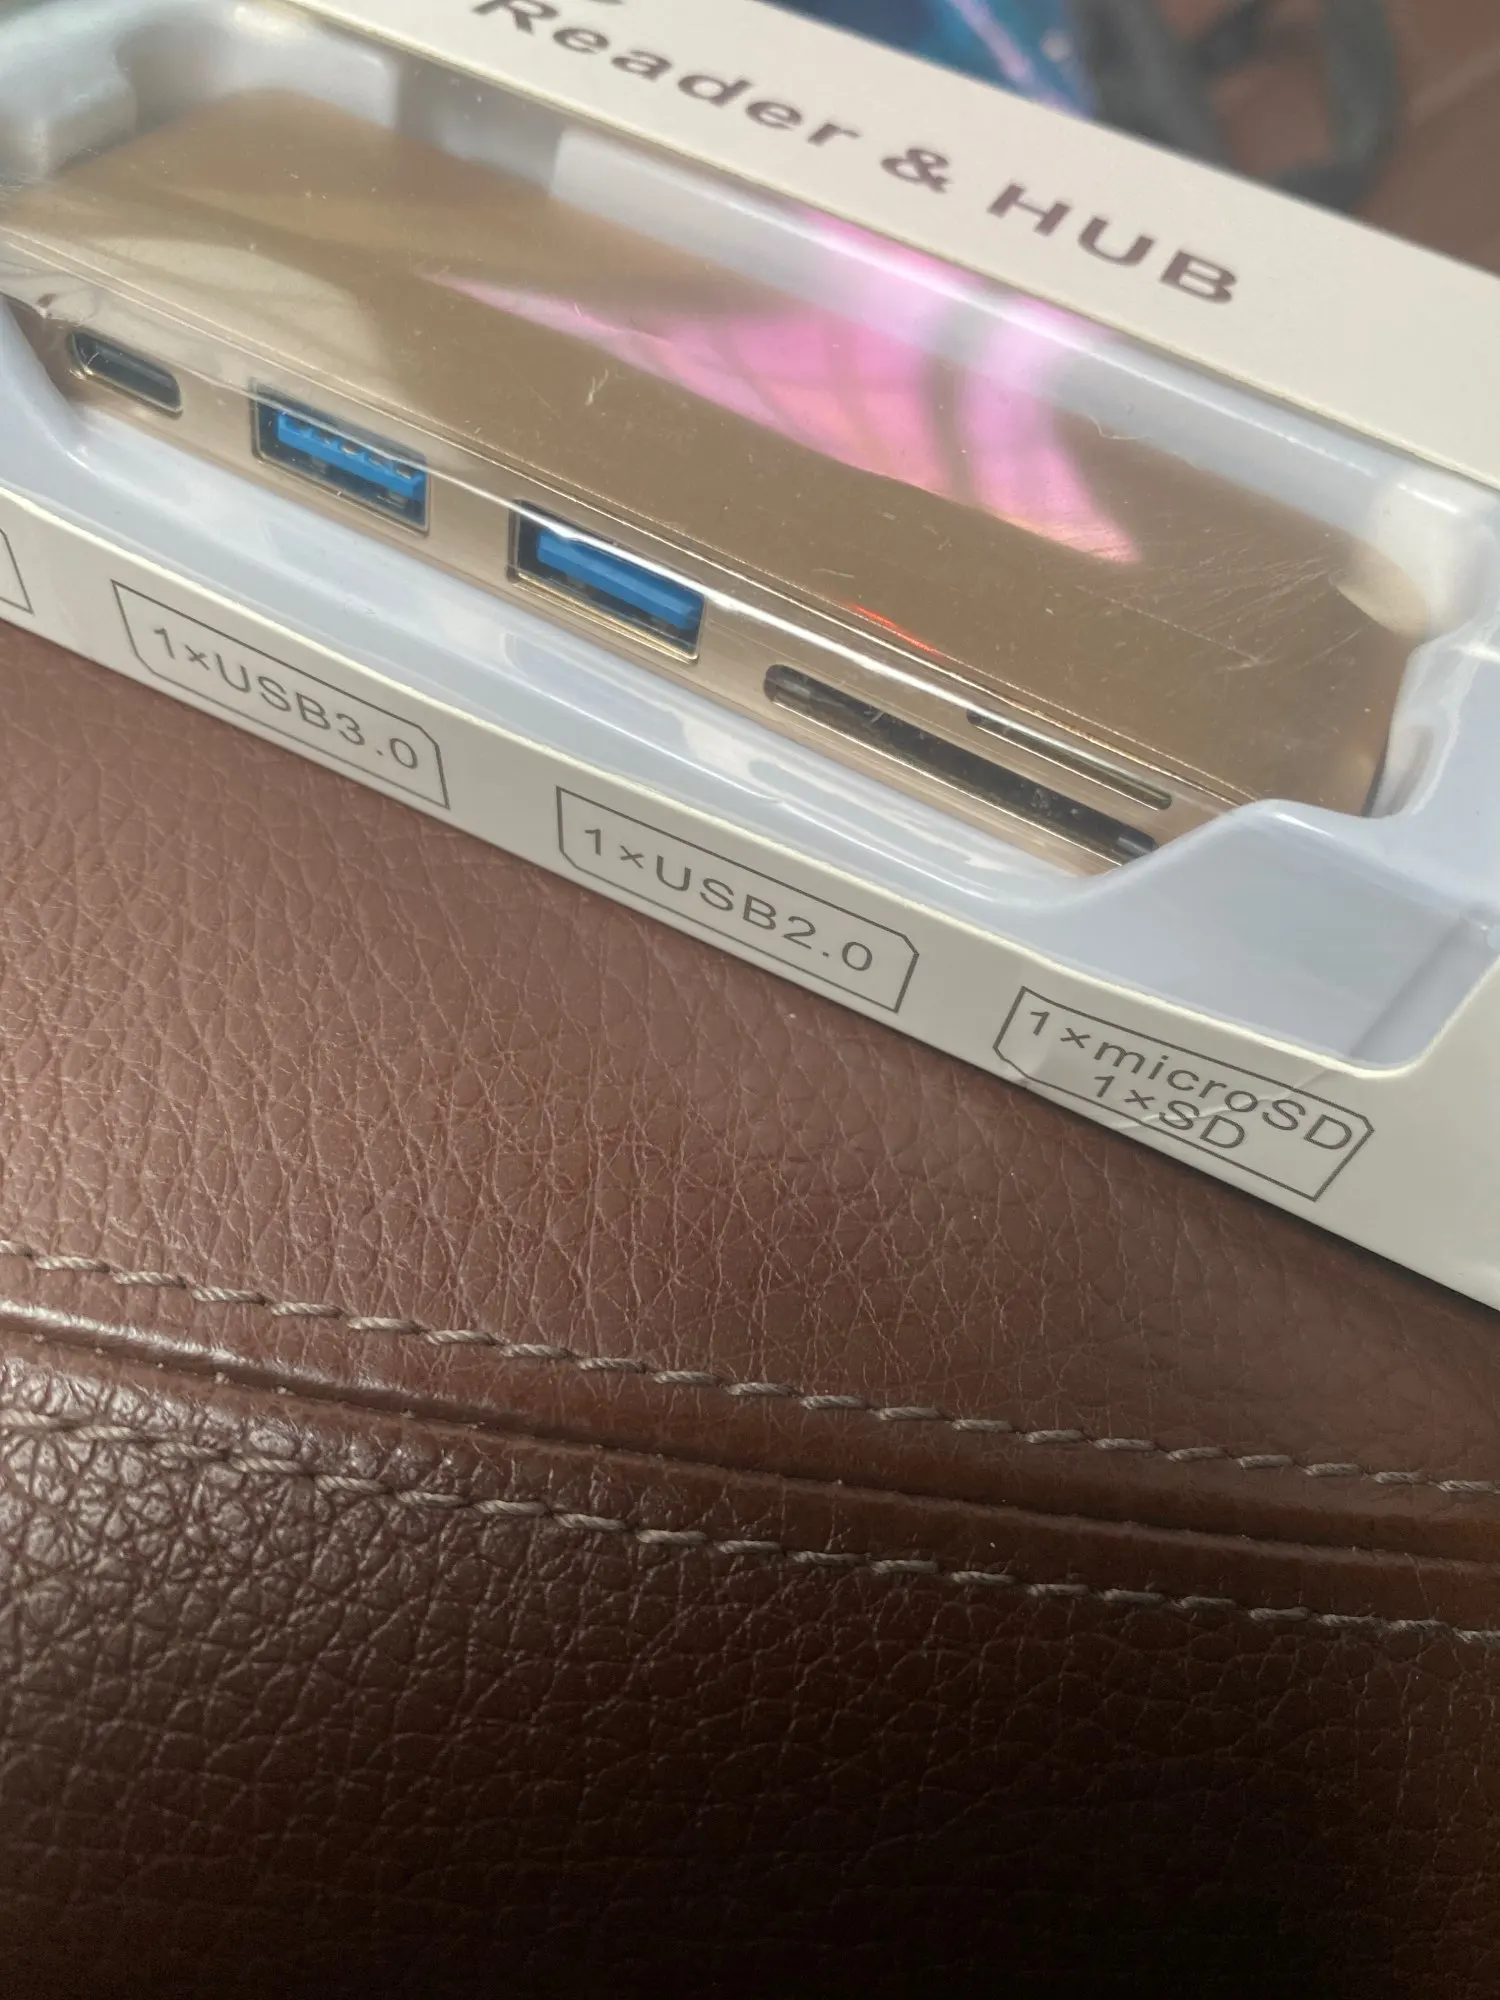 Reader & HUB
1×USB3.0
1×USB2.0
1×microSD
1×SD